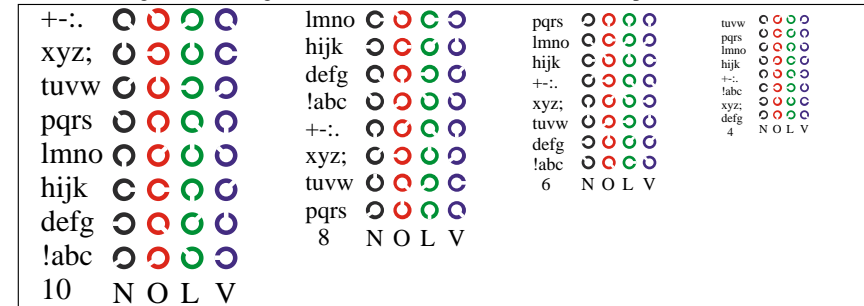 +-:.
xyz;
tuvw
pqrs
lmno
hijk
defg
!abc
10 N O L V
lmno
hijk
defg
!abc
+-:.
xyz;
tuvw
pqrs
8 N O L V
pqrs
lmno
hijk
+-:.
xyz;
tuvw
defg
!abc
6 N O L V
tuvw
pqrs
lmno
hijk
+-:.
!abc
xyz;
defg
4 N O L V